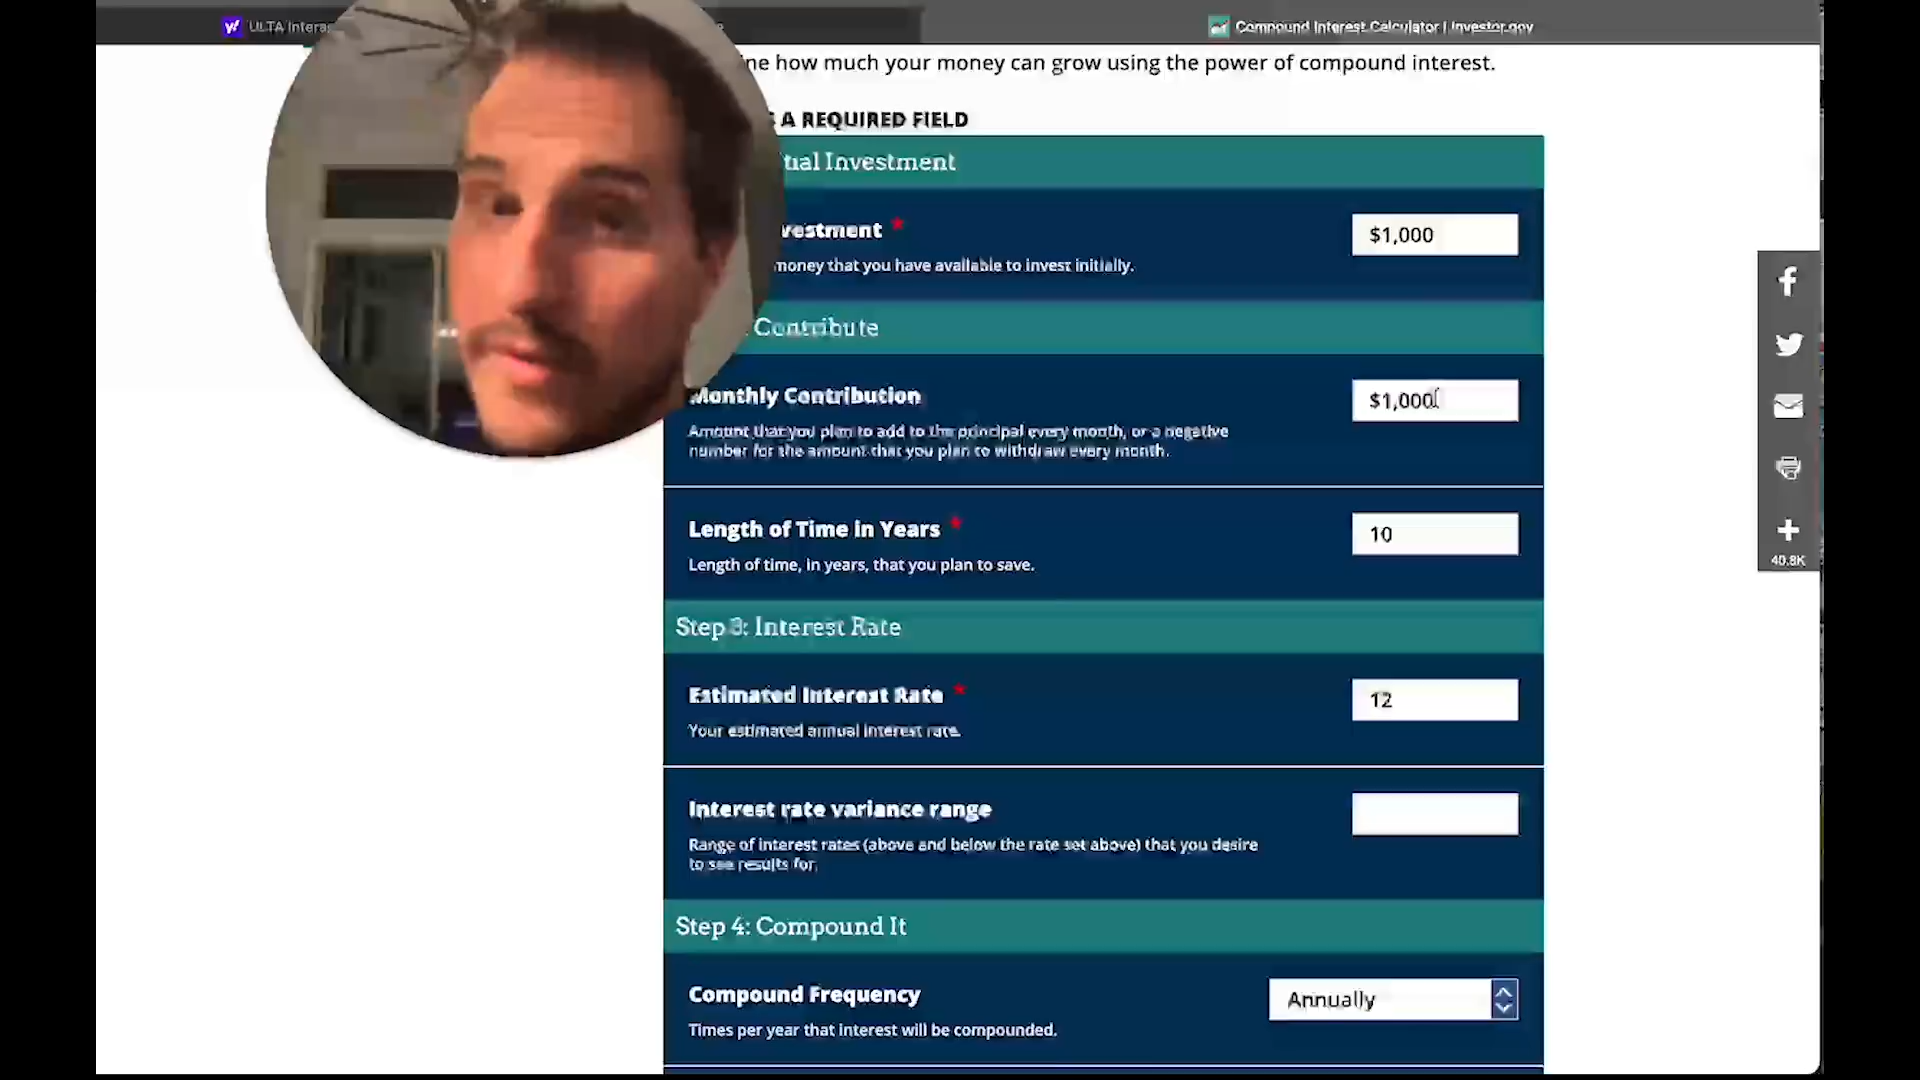 ULTA Intera
Compound Interest Calculator | Investor.gov
ne how much your money can grow using the power of compound interest.
S A REQUIRED FIELD
tial Investment
vestment *
$1,000
money that you have available to invest initially.
Contribute
Monthly Contribution
$1,000
Amount that you plan to add to the principal every month, or a negative
number for the amount that you plan to withdraw every month.
Length of Time in Years *
10
Length of time, in years, that you plan to save.
Step 3: Interest Rate
Estimated Interest Rate *
12
Your estimated annual interest rate.
Interest rate variance range
Range of interest rates (above and below the rate set above) that you desire
to see results for.
Step 4: Compound It
Compound Frequency
Annually
Times per year that interest will be compounded.
40.8K